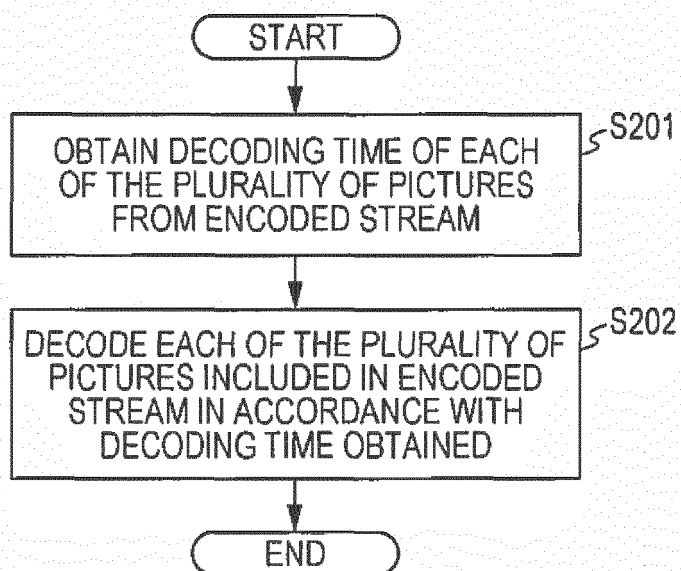 START
S201
OBTAIN DECODING TIME OF EACH
OF THE PLURALITY OF PICTURES
FROM ENCODED STREAM
S202
DECODE EACH OF THE PLURALITY OF
PICTURES INCLUDED IN ENCODED
STREAM IN ACCORDANCE WITH
DECODING TIME OBTAINED
END